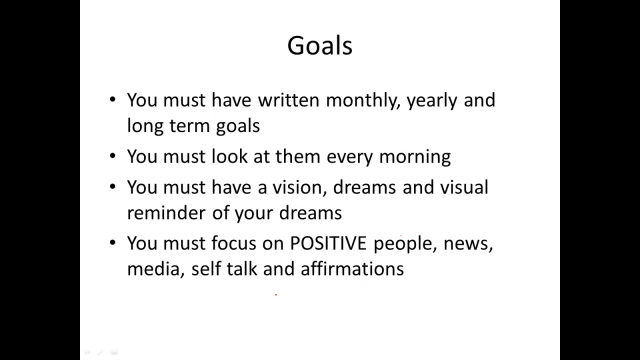 Goals
• You must have written monthly, yearly and
long term goals
• You must look at them every morning
• You must have a vision, dreams and visual
reminder of your dreams
• You must focus on POSITIVE people, news,
media, self talk and affirmations